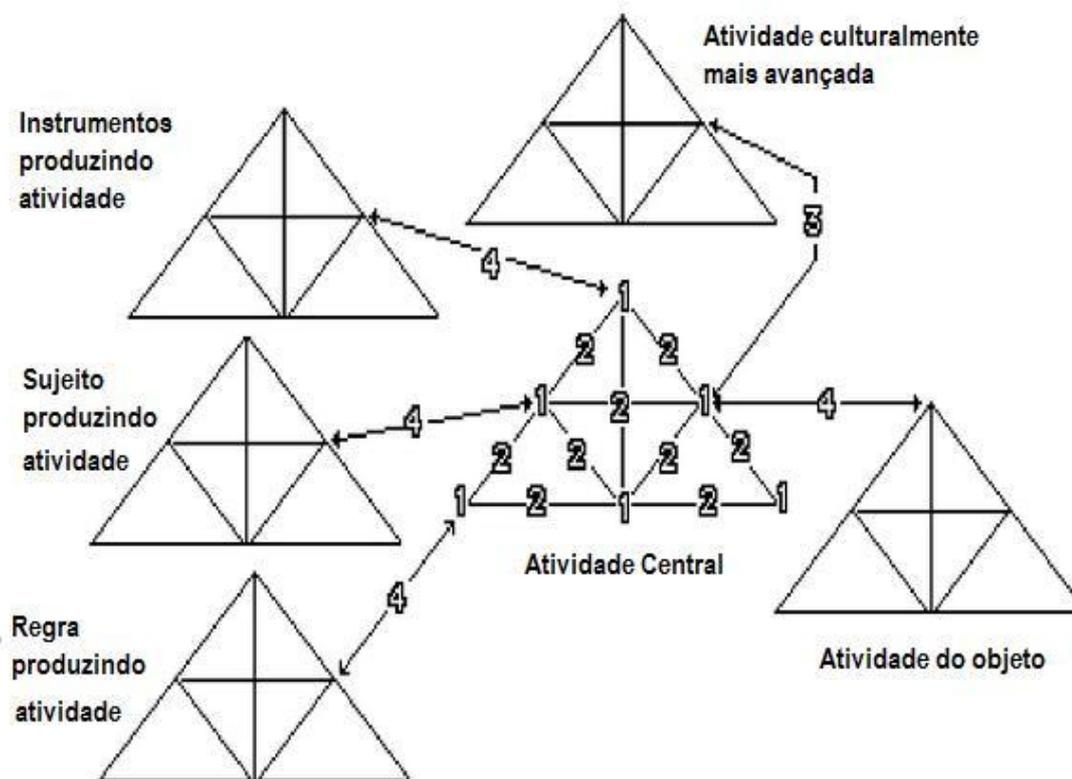 Atividade culturalmente
mais avançada
Instrumentos
produzindo
atividade
3
4
1
2 2
Sujeito
produzindo
atividade
4
1 2 1
4
2 2 2 2
1 2 1 2 1
Atividade Central
4
Regra
produzindo
atividade
Atividade do objeto